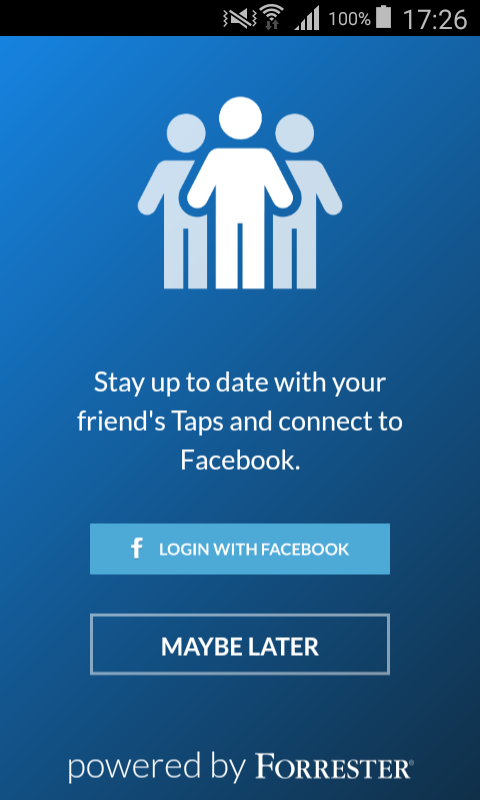 100% 17:26
Stay up to date with your
friend's Taps and connect to
Facebook.
f LOGIN WITH FACEBOOK
MAYBE LATER
powered by FORRESTER®